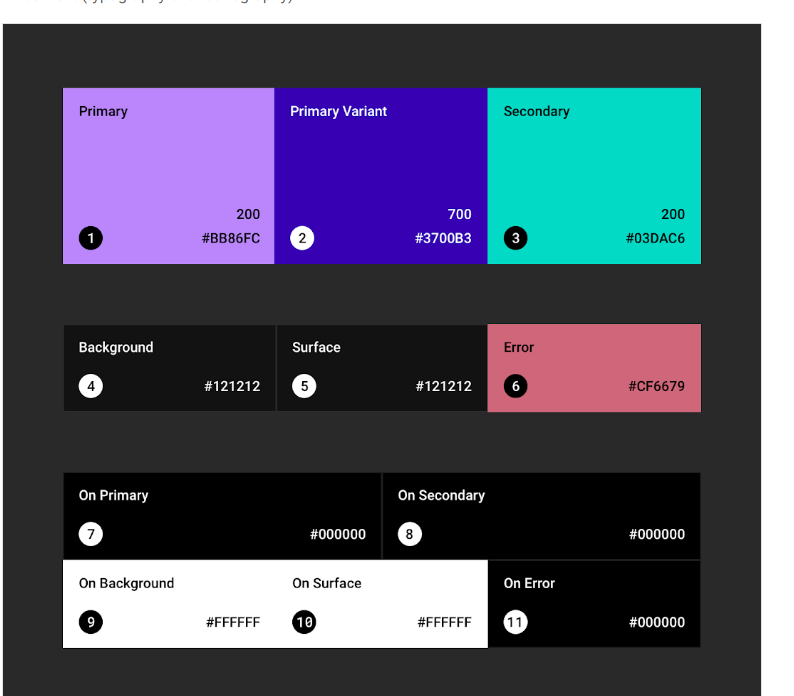 Primary
200
1 #BB86FC
Primary Variant
700
2 #3700B3
Secondary
200
3 #03DAC6
Background
4 #121212
Surface
5 #121212
Error
6 #CF6679
On Primary
7 #000000
On Secondary
8 #000000
On Background
9 #FFFFFF
On Surface
10 #FFFFFF
On Error
11 #000000